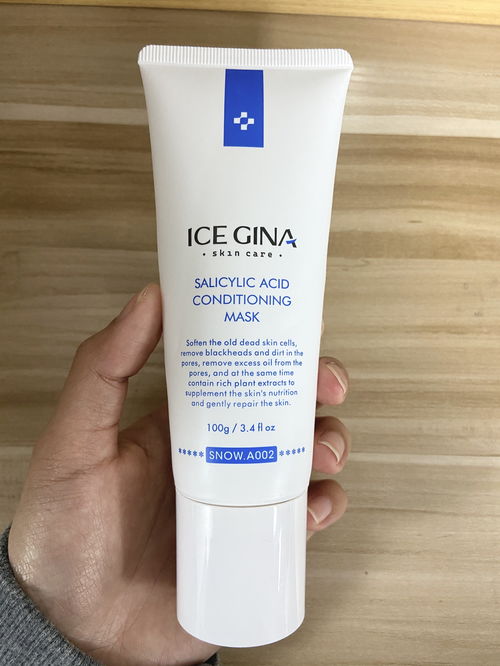 ICE GINA
• skin care •
SALICYLIC ACID
CONDITIONING
MASK
Soften the old dead skin cells,
remove blackheads and dirt in the
pores, remove excess oil from the
pores, and at the same time
contain rich plant extracts to
supplement the skin's nutrition
and gently repair the skin.
100g / 3.4 fl oz
***** SNOW.A002 *****